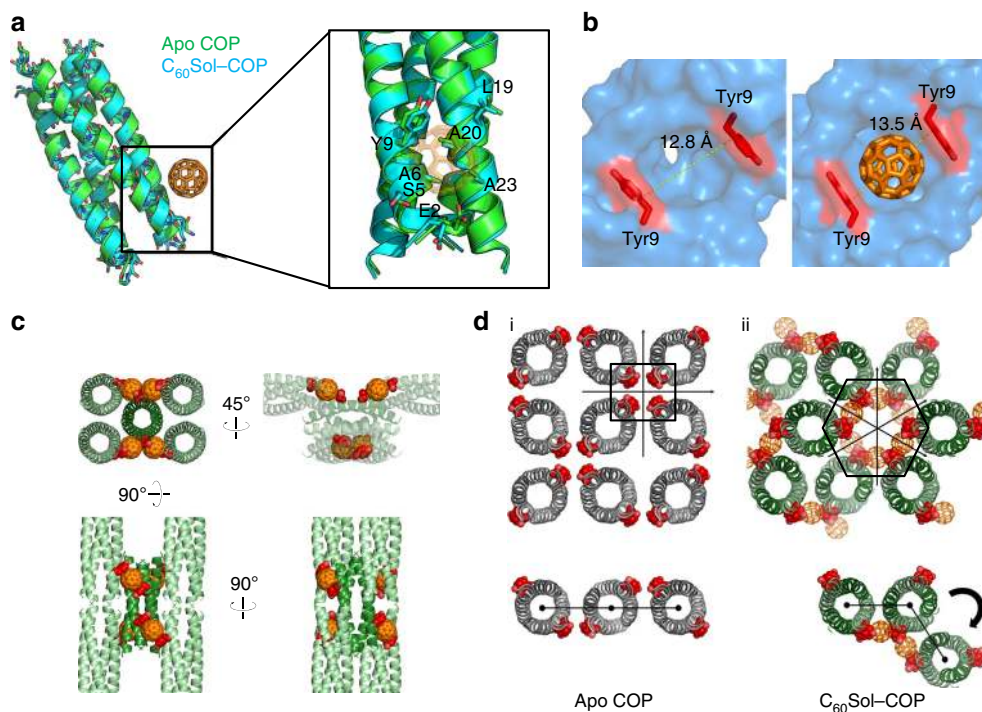 a
Apo COP
C₆₀Sol–COP
L19
Y9
A20
A6
S5
A23
E2
b
Tyr9
12.8 Å
Tyr9
Tyr9
13.5 Å
Tyr9
c
45°
90°
90°
d
i
ii
Apo COP
C₆₀Sol–COP